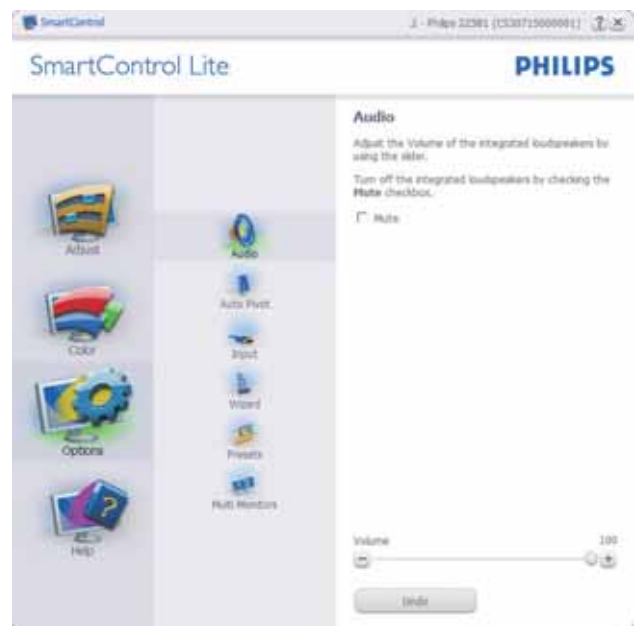 SmartControl
SmartControl Lite
PHILIPS
Adjust
Color
Options
Help
Audio
Auto Pivot
Input
Wizard
Presets
Multi Monitors
Audio
Adjust the Volume of the integrated loudspeakers by
using the slider.
Turn off the integrated loudspeakers by checking the
Mute checkbox.
Mute
Volume
100
Undo